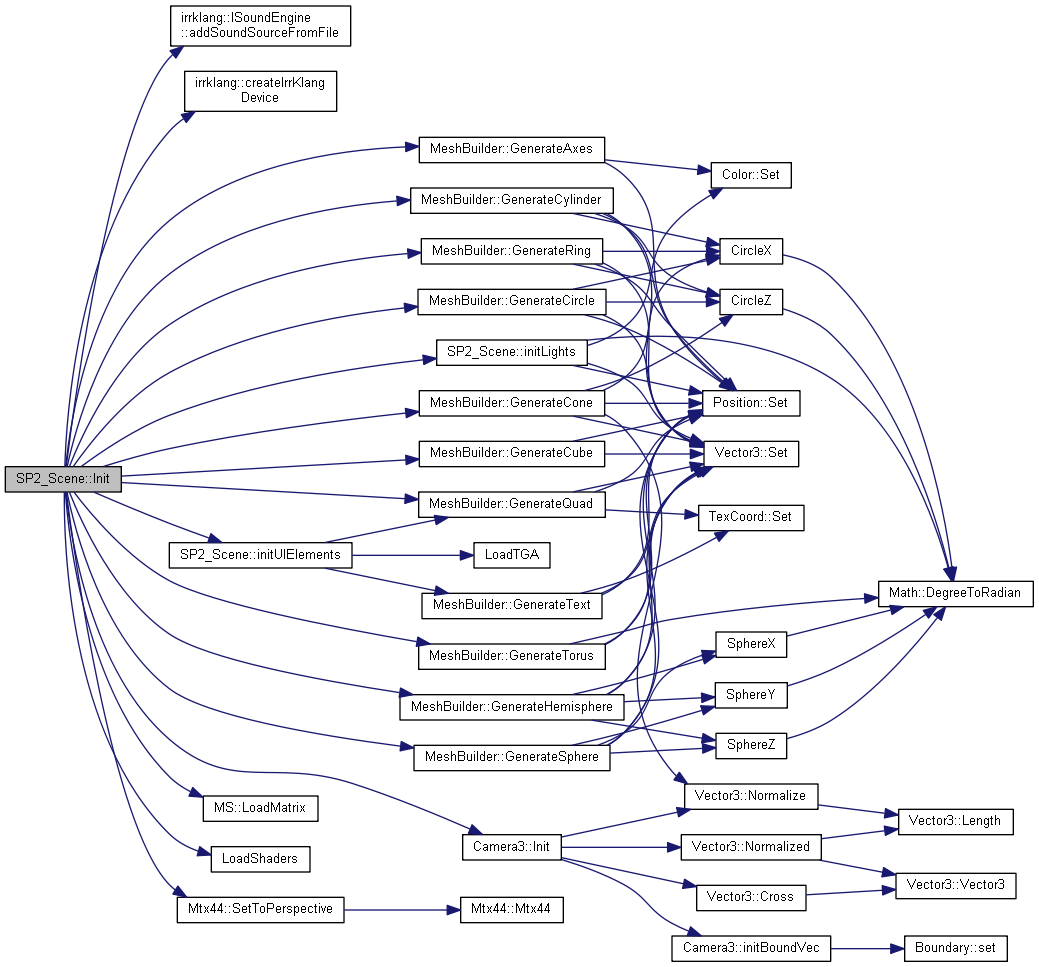 irrklang::ISoundEngine
::addSoundSourceFromFile
irrklang::createIrrKlang
Device
MeshBuilder::GenerateAxes
Color::Set
MeshBuilder::GenerateCylinder
MeshBuilder::GenerateRing
CircleX
MeshBuilder::GenerateCircle
CircleZ
SP2_Scene::initLights
MeshBuilder::GenerateCone
Position::Set
MeshBuilder::GenerateCube
Vector3::Set
SP2_Scene::Init
MeshBuilder::GenerateQuad
TexCoord::Set
SP2_Scene::initUIElements
LoadTGA
Math::DegreeToRadian
MeshBuilder::GenerateText
SphereX
MeshBuilder::GenerateTorus
SphereY
MeshBuilder::GenerateHemisphere
SphereZ
MeshBuilder::GenerateSphere
Vector3::Normalize
MS::LoadMatrix
Vector3::Length
Camera3::Init
Vector3::Normalized
LoadShaders
Vector3::Vector3
Vector3::Cross
Mtx44::SetToPerspective
Mtx44::Mtx44
Camera3::initBoundVec
Boundary::set